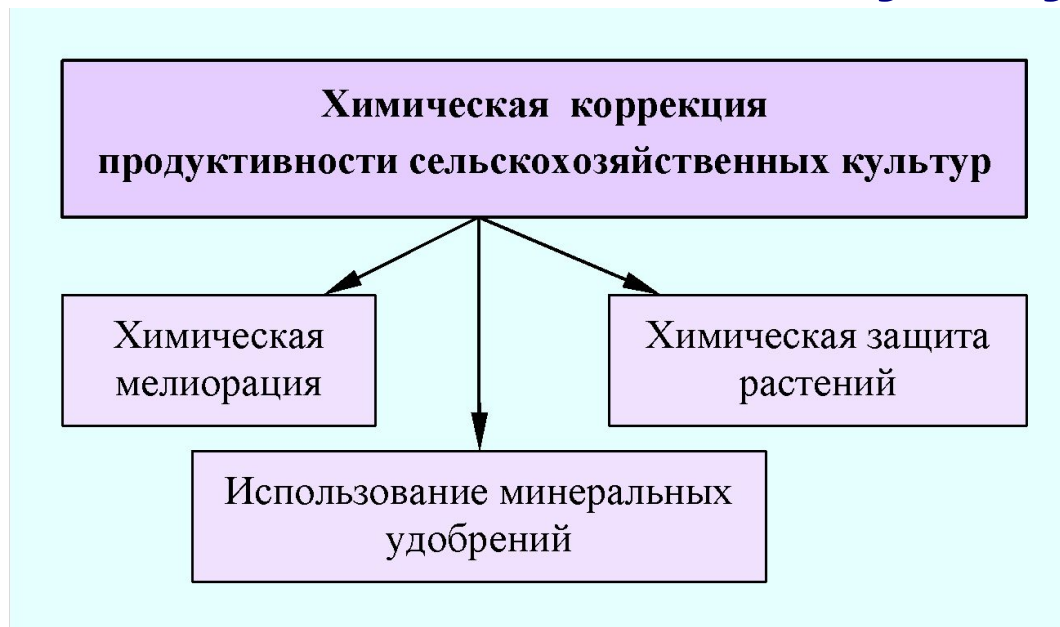 Химическая коррекция
продуктивности сельскохозяйственных культур
Химическая
мелиорация
Химическая защита
растений
Использование минеральных
удобрений